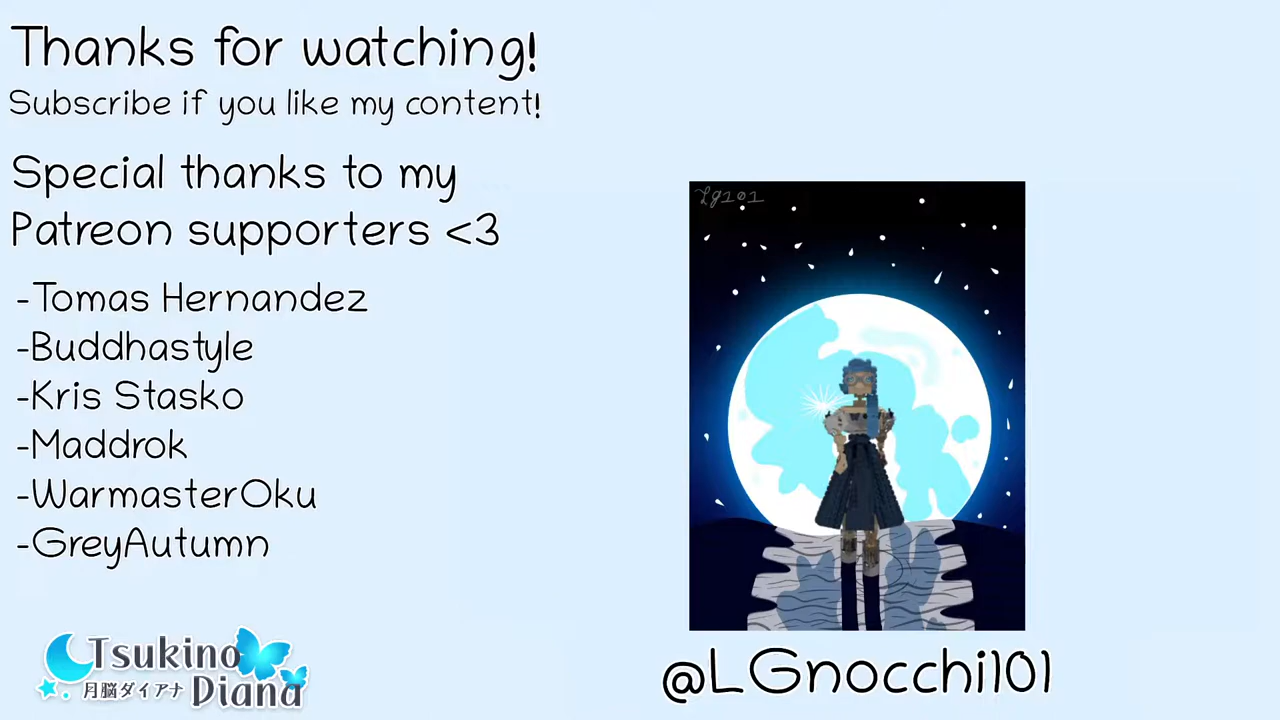 Thanks for watching!
Subscribe if you like my content!
Special thanks to my
Patreon supporters <3
-Tomas Hernandez
-Buddhastyle
-Kris Stasko
-Maddrok
-WarmasterOku
-GreyAutumn
Lg101
@LGnocchi101
Tsukino
月脳ダイアナ Diana